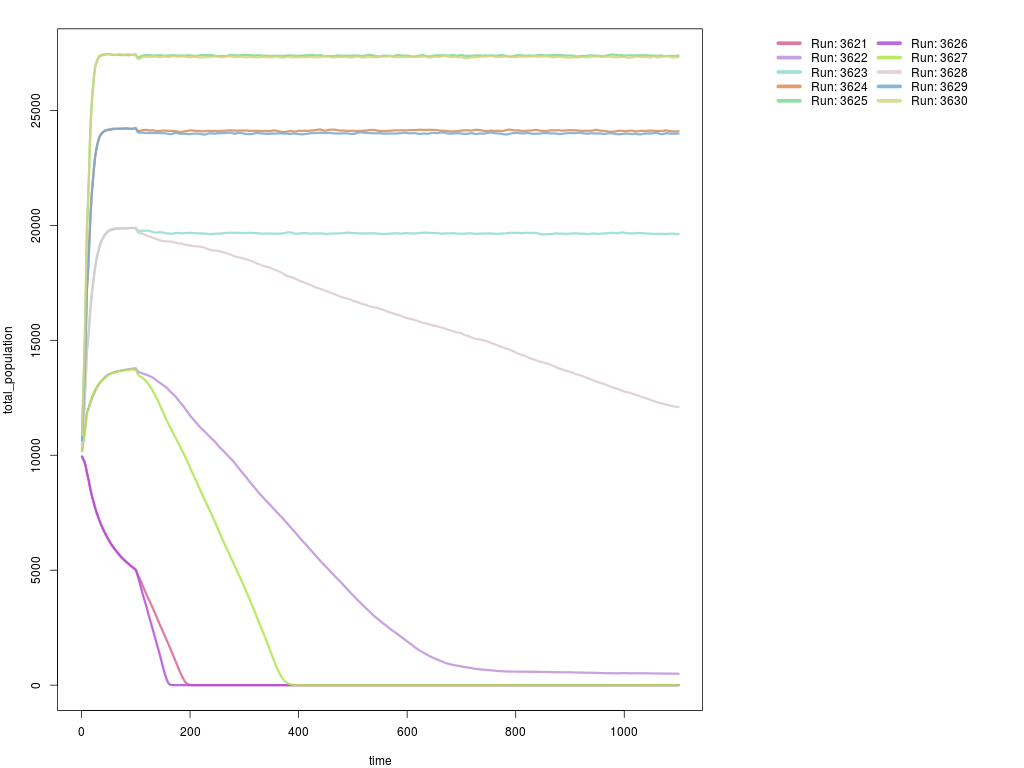 total_population
25000
20000
15000
10000
5000
0
0 200 400 600 800 1000
time
Run: 3621 Run: 3626
Run: 3622 Run: 3627
Run: 3623 Run: 3628
Run: 3624 Run: 3629
Run: 3625 Run: 3630